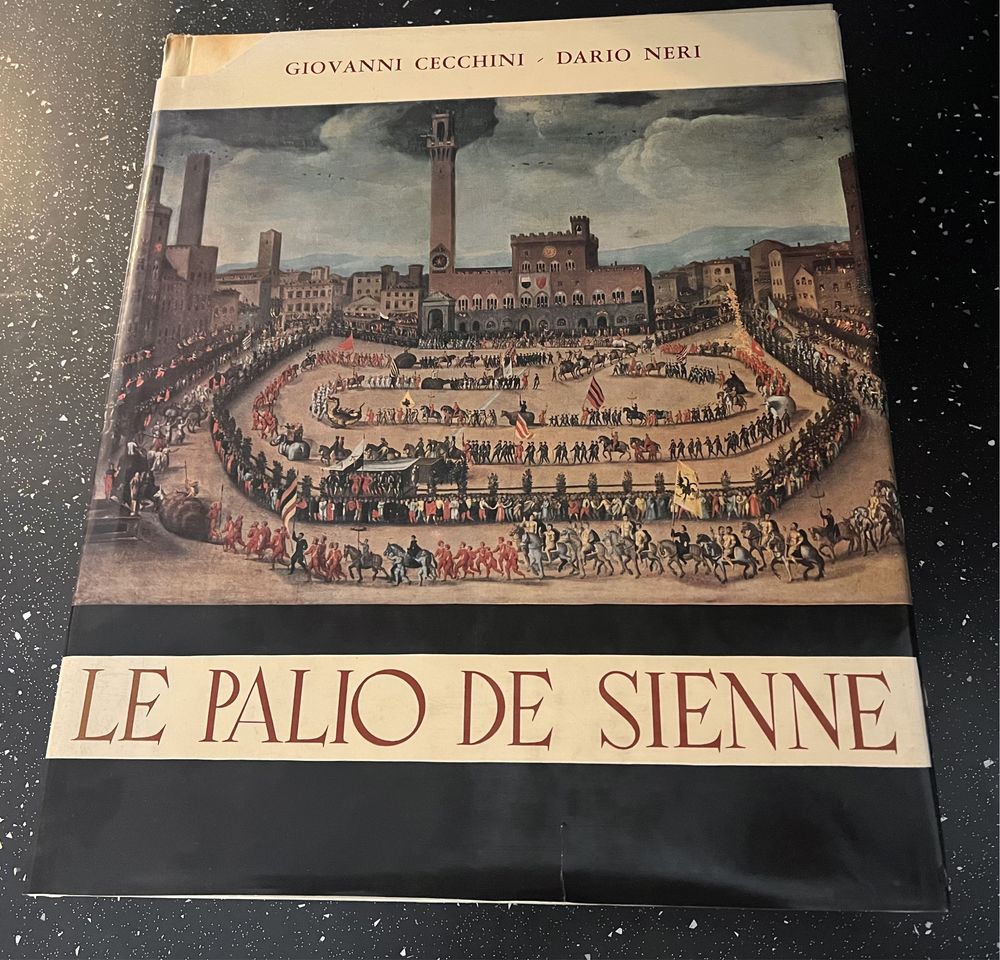 GIOVANNI CECCHINI - DARIO NERI
LE PALIO DE SIENNE